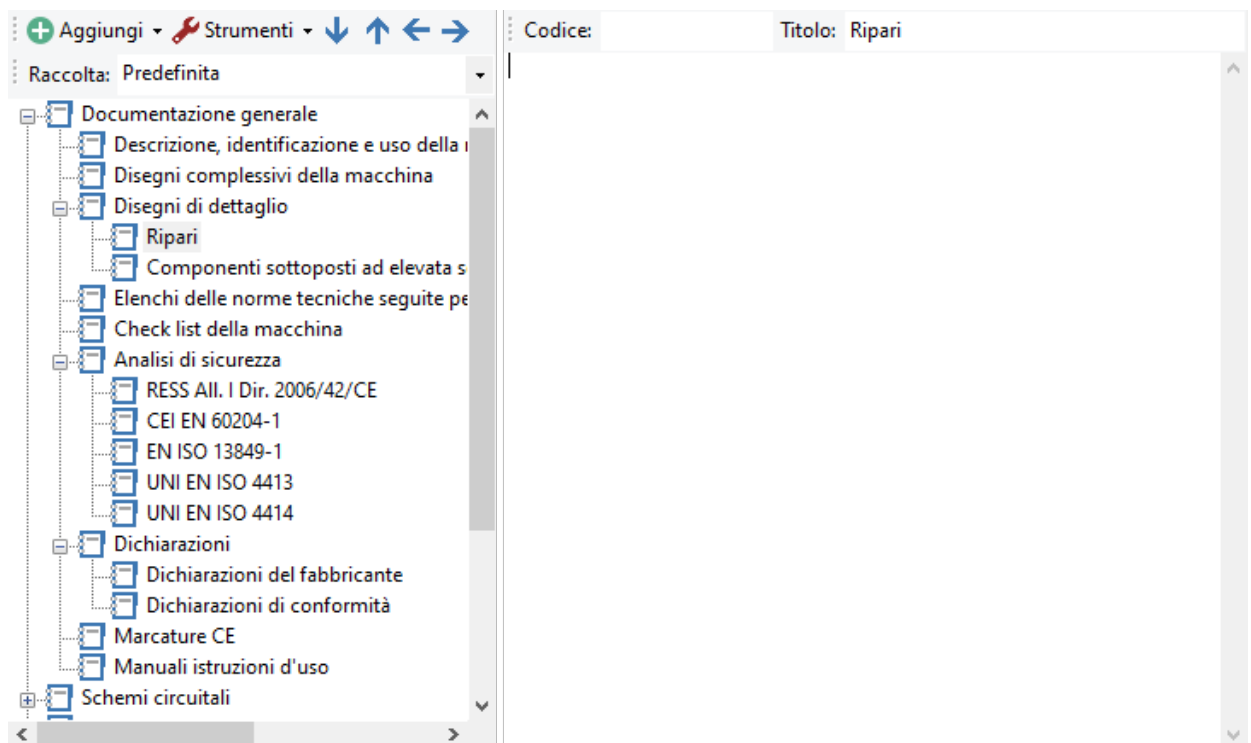 Aggiungi Strumenti
Codice: Titolo: Ripari
Raccolta: Predefinita
Documentazione generale
Descrizione, identificazione e uso della
Disegni complessivi della macchina
Disegni di dettaglio
Ripari
Componenti sottoposti ad elevata s
Elenchi delle norme tecniche seguite pe
Check list della macchina
Analisi di sicurezza
RESS All. I Dir. 2006/42/CE
CEI EN 60204-1
EN ISO 13849-1
UNI EN ISO 4413
UNI EN ISO 4414
Dichiarazioni
Dichiarazioni del fabbricante
Dichiarazioni di conformità
Marcature CE
Manuali istruzioni d'uso
Schemi circuitali